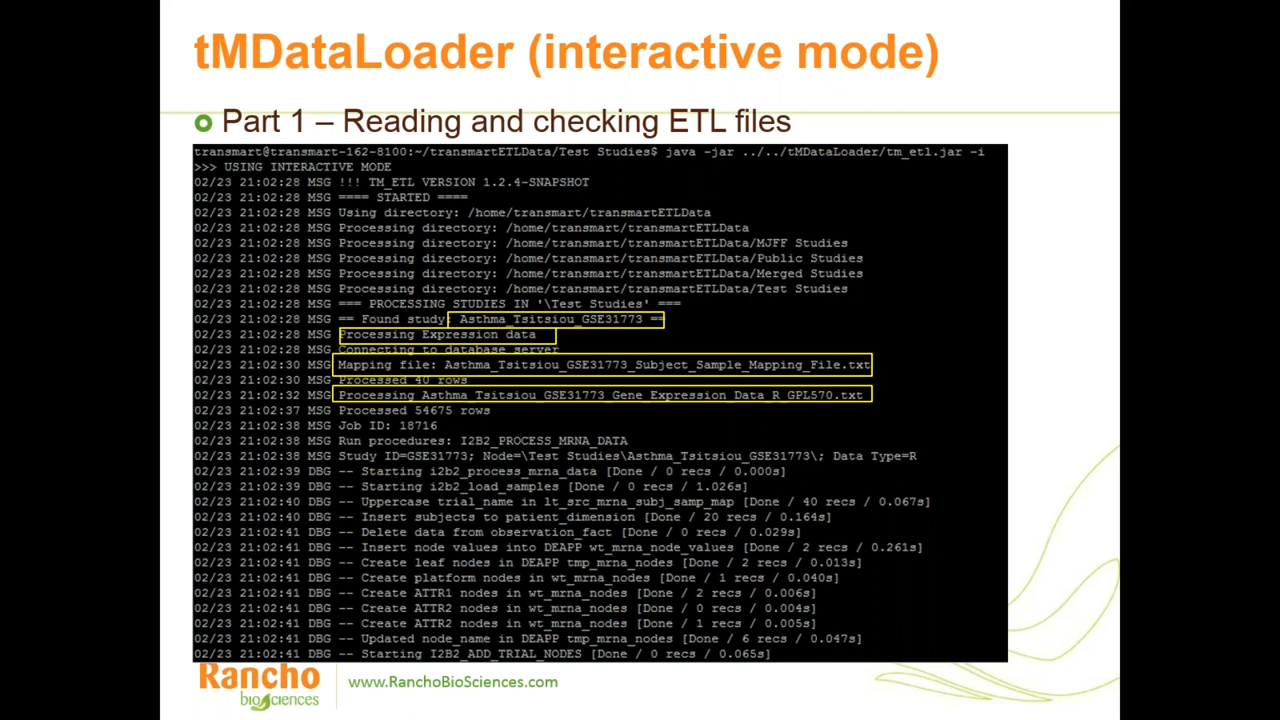 tMDataLoader (interactive mode)
Part 1 – Reading and checking ETL files
transmart@transmart-162-8100:~/transmartETLData/Test Studies$ java -jar ../../tMDataLoader/tm_etl.jar -i
>>> USING INTERACTIVE MODE
02/23 21:02:28 MSG !!! TM_ETL VERSION 1.2.4-SNAPSHOT
02/23 21:02:28 MSG ==== STARTED ====
02/23 21:02:28 MSG Using directory: /home/transmart/transmartETLData
02/23 21:02:28 MSG Processing directory: /home/transmart/transmartETLData
02/23 21:02:28 MSG Processing directory: /home/transmart/transmartETLData/MJFF Studies
02/23 21:02:28 MSG Processing directory: /home/transmart/transmartETLData/Public Studies
02/23 21:02:28 MSG Processing directory: /home/transmart/transmartETLData/Merged Studies
02/23 21:02:28 MSG Processing directory: /home/transmart/transmartETLData/Test Studies
02/23 21:02:28 MSG === PROCESSING STUDIES IN '\Test Studies' ===
02/23 21:02:28 MSG == Found study: Asthma_Tsitsiou_GSE31773 ==
02/23 21:02:28 MSG Processing Expression data
02/23 21:02:28 MSG Connecting to database server
02/23 21:02:30 MSG Mapping file: Asthma_Tsitsiou_GSE31773_Subject_Sample_Mapping_File.txt
02/23 21:02:30 MSG Processed 40 rows
02/23 21:02:32 MSG Processing Asthma_Tsitsiou_GSE31773_Gene_Expression_Data_R_GPL570.txt
02/23 21:02:37 MSG Processed 54675 rows
02/23 21:02:38 MSG Job ID: 18716
02/23 21:02:38 MSG Run procedures: I2B2_PROCESS_MRNA_DATA
02/23 21:02:38 MSG Study ID=GSE31773; Node=\Test Studies\Asthma_Tsitsiou_GSE31773\; Data Type=R
02/23 21:02:39 DBG -- Starting i2b2_process_mrna_data [Done / 0 recs / 0.000s]
02/23 21:02:39 DBG -- Starting i2b2_load_samples [Done / 0 recs / 1.026s]
02/23 21:02:40 DBG -- Uppercase trial_name in lt_src_mrna_subj_samp_map [Done / 40 recs / 0.067s]
02/23 21:02:40 DBG -- Insert subjects to patient_dimension [Done / 20 recs / 0.164s]
02/23 21:02:41 DBG -- Delete data from observation_fact [Done / 0 recs / 0.029s]
02/23 21:02:41 DBG -- Insert node values into DEAPP wt_mrna_node_values [Done / 2 recs / 0.261s]
02/23 21:02:41 DBG -- Create leaf nodes in DEAPP tmp_mrna_nodes [Done / 2 recs / 0.013s]
02/23 21:02:41 DBG -- Create platform nodes in wt_mrna_nodes [Done / 1 recs / 0.040s]
02/23 21:02:41 DBG -- Create ATTR1 nodes in wt_mrna_nodes [Done / 2 recs / 0.006s]
02/23 21:02:41 DBG -- Create ATTR2 nodes in wt_mrna_nodes [Done / 0 recs / 0.004s]
02/23 21:02:41 DBG -- Create ATTR2 nodes in wt_mrna_nodes [Done / 1 recs / 0.005s]
02/23 21:02:41 DBG -- Updated node_name in DEAPP tmp_mrna_nodes [Done / 6 recs / 0.047s]
02/23 21:02:41 DBG -- Starting I2B2_ADD_TRIAL_NODES [Done / 0 recs / 0.065s]
Rancho
biosciences
www.RanchoBioSciences.com